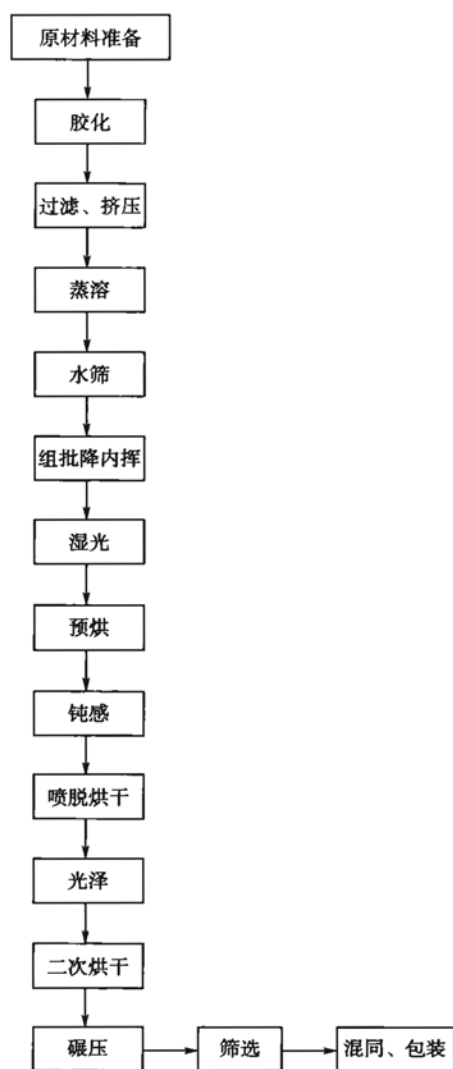 原材料准备
胶化
过滤、挤压
蒸溶
水筛
组批降内挥
湿光
预烘
钝感
喷脱烘干
光泽
二次烘干
碾压
筛选
混同、包装